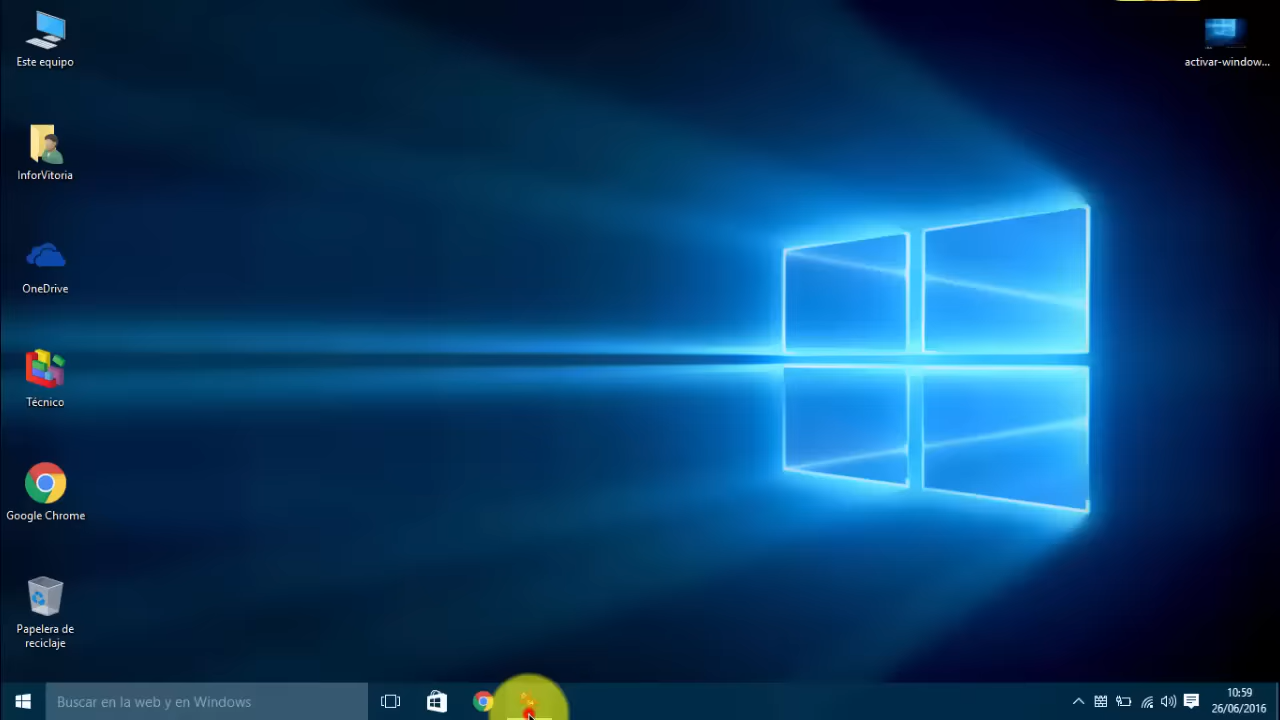 Este equipo
activar-window...
InforVitoria
OneDrive
Técnico
Google Chrome
Papelera de
reciclaje
Buscar en la web y en Windows
10:59
26/06/2016